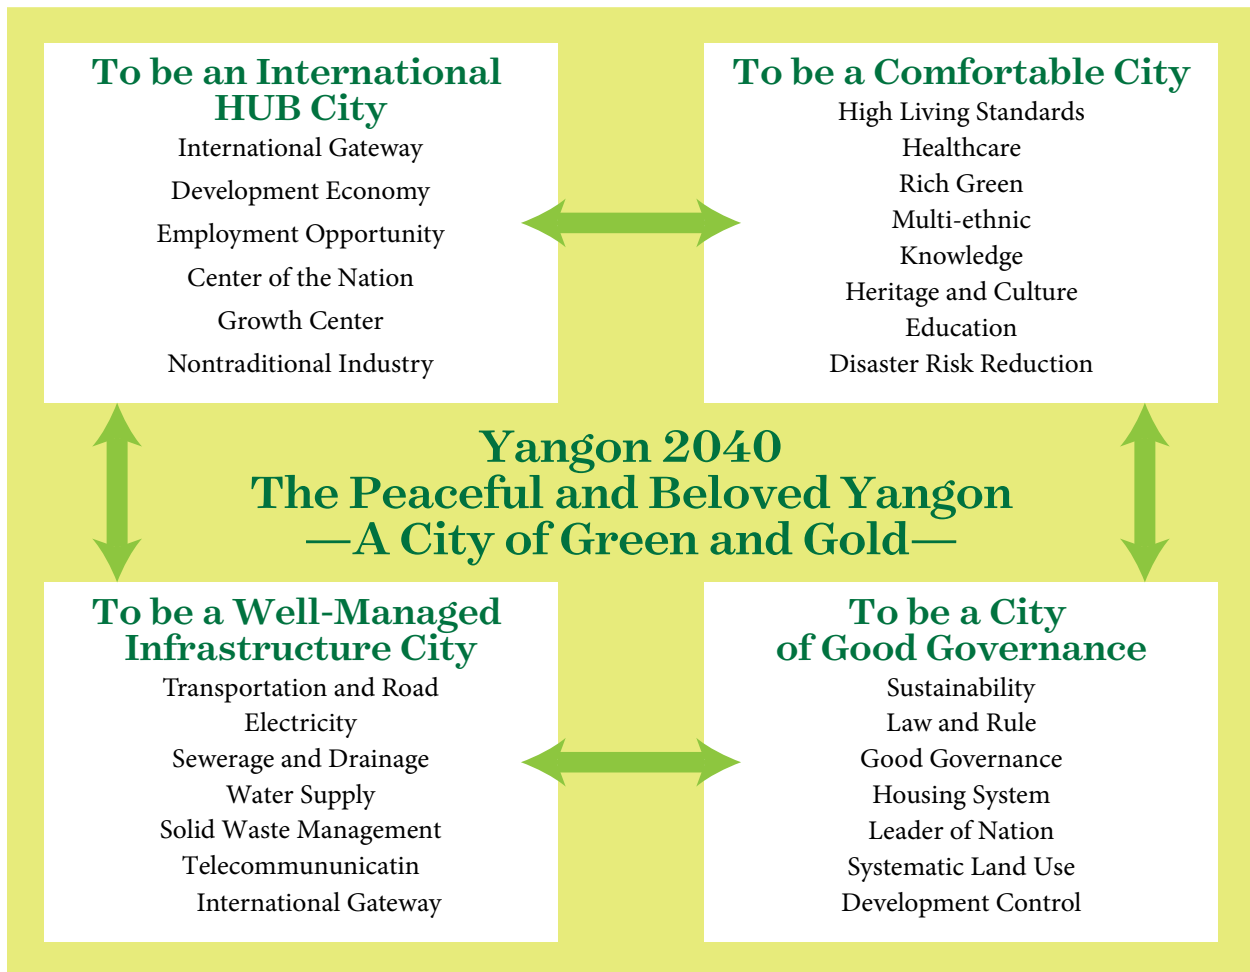 To be an International
HUB City
International Gateway
Development Economy
Employment Opportunity
Center of the Nation
Growth Center
Nontraditional Industry
To be a Comfortable City
High Living Standards
Healthcare
Rich Green
Multi-ethnic
Knowledge
Heritage and Culture
Education
Disaster Risk Reduction
Yangon 2040
The Peaceful and Beloved Yangon
—A City of Green and Gold—
To be a Well-Managed
Infrastructure City
Transportation and Road
Electricity
Sewerage and Drainage
Water Supply
Solid Waste Management
Telecommununicatin
International Gateway
To be a City
of Good Governance
Sustainability
Law and Rule
Good Governance
Housing System
Leader of Nation
Systematic Land Use
Development Control